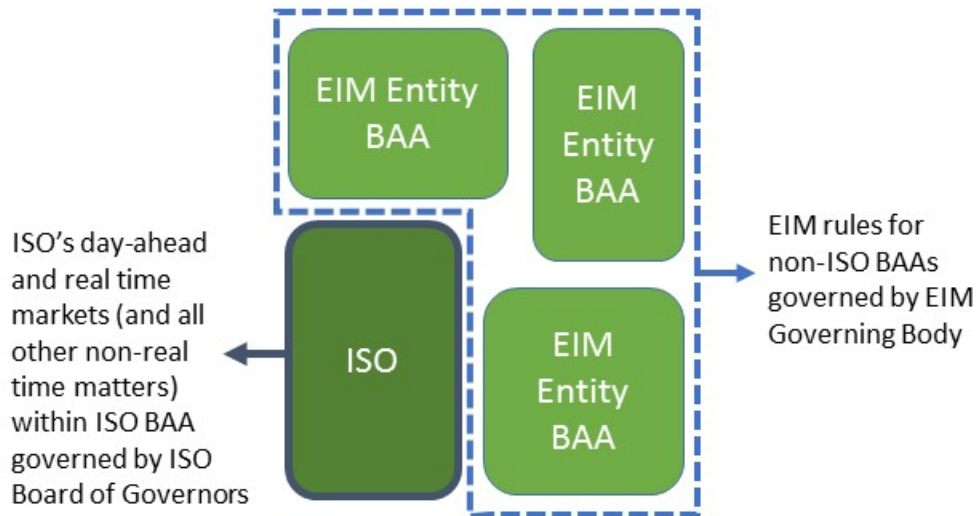 EIM Entity
BAA
EIM
Entity
BAA
ISO’s day-ahead
and real time
markets (and all
other non-real
time matters)
within ISO BAA
governed by ISO
Board of Governors
ISO
EIM
Entity
BAA
EIM rules for
non-ISO BAAs
governed by EIM
Governing Body